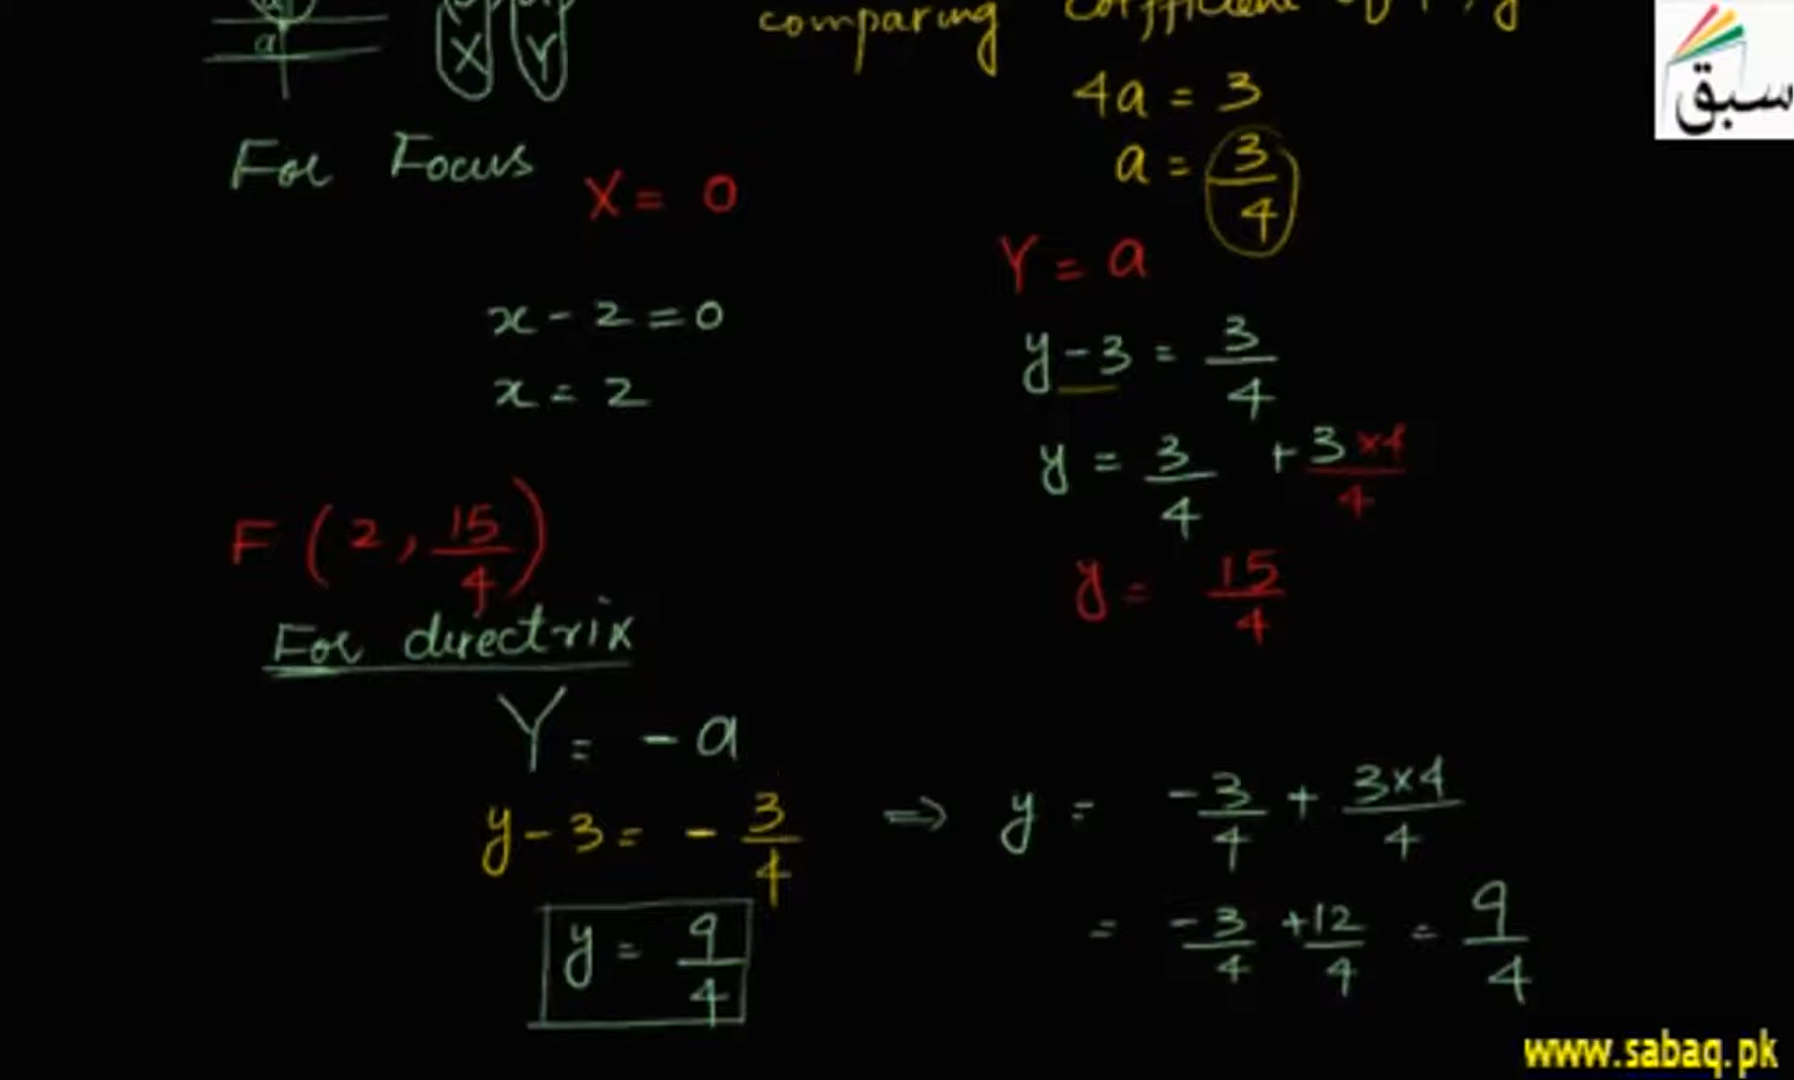 comparing
a
X Y
4a = 3
a = 3/4
سبق
For Focus
X = 0
Y = a
x - 2 = 0
y - 3 = 3/4
x = 2
y = 3/4 + 3×4/4
F (2, 15/4)
y = 15/4
For directrix
Y = - a
y - 3 = - 3/4 ⇒ y = -3/4 + 3×4/4
y = 9/4
= -3/4 + 12/4 = 9/4
www.sabaq.pk